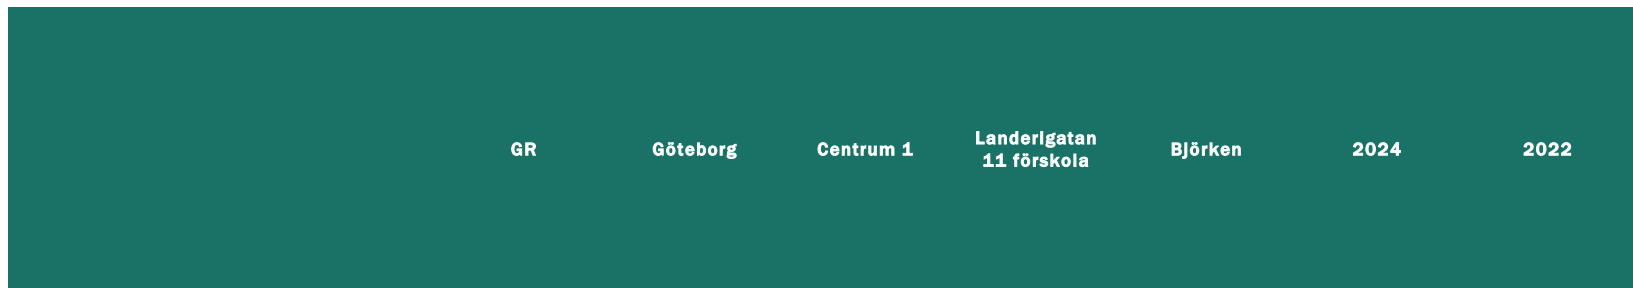 GR
Göteborg
Centrum 1
Landerigatan
11 förskola
Björken
2024
2022